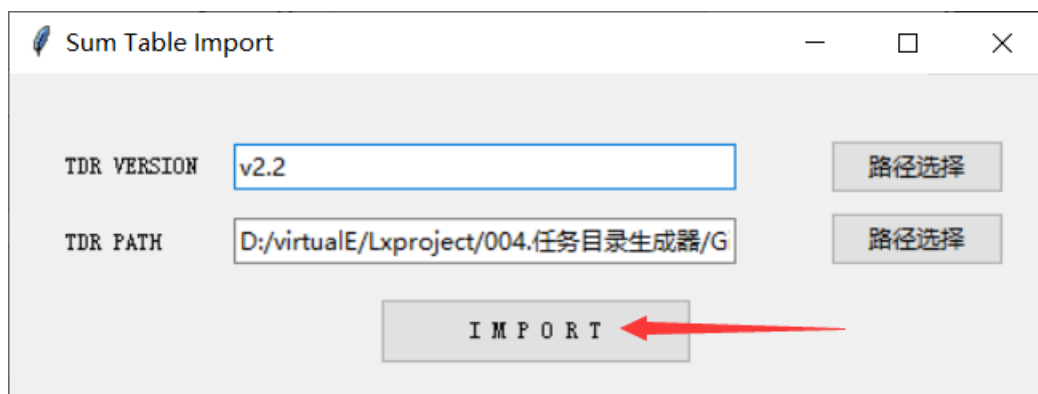 Sum Table Import
TDR VERSION v2.2 路径选择
TDR PATH D:/virtualE/Lxproject/004.任务目录生成器/Gi 路径选择
IMPORT